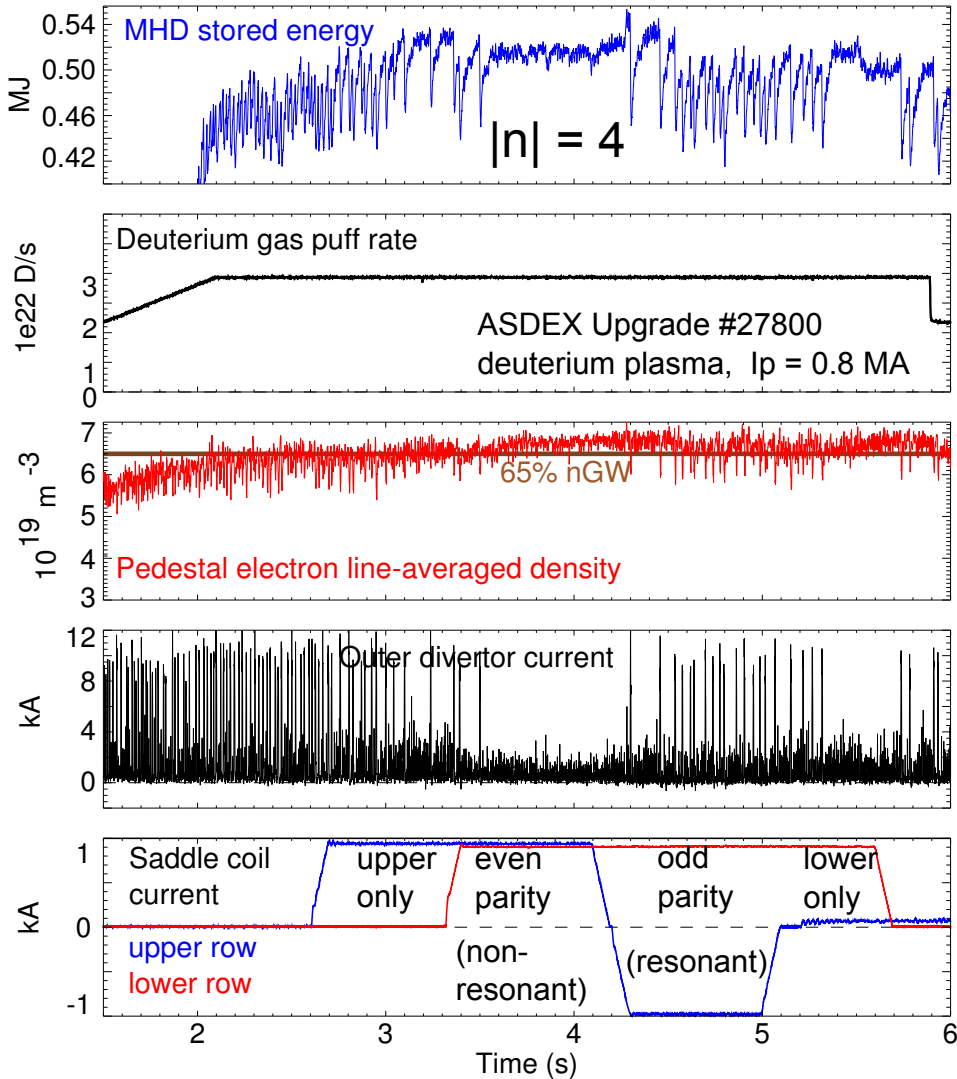 MHD stored energy
MJ
0.54
0.50
0.46
0.42
|n| = 4
Deuterium gas puff rate
1e22 D/s
3
2
1
0
ASDEX Upgrade #27800
deuterium plasma, Ip = 0.8 MA
10^19 m^-3
7
6
5
4
3
65% nGW
Pedestal electron line-averaged density
kA
12
8
4
0
Outer divertor current
kA
1
0
-1
Saddle coil
current
upper
only
even
parity
odd
parity
lower
only
upper row
lower row
(non-
resonant)
(resonant)
2
3
4
5
6
Time (s)